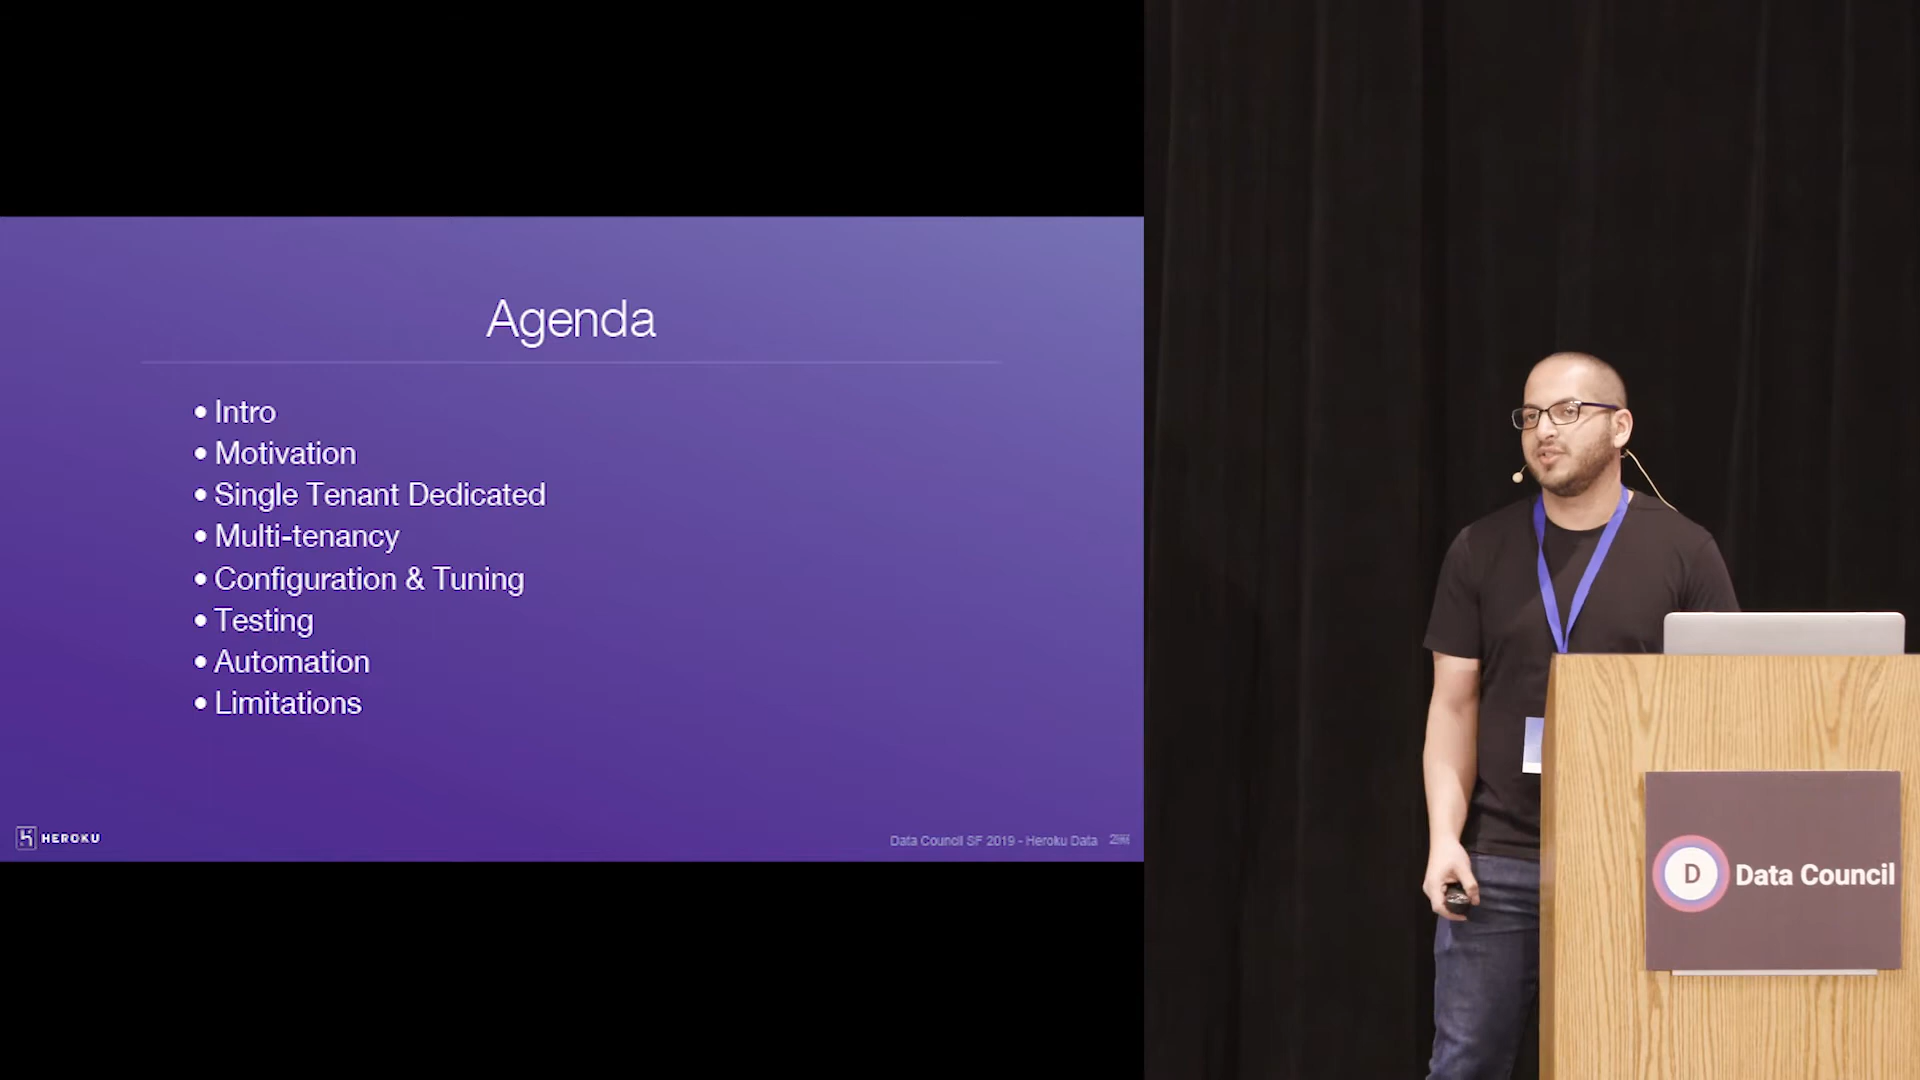 Agenda
• Intro
• Motivation
• Single Tenant Dedicated
• Multi-tenancy
• Configuration & Tuning
• Testing
• Automation
• Limitations
HEROKU
Data Council SF 2019 - Heroku Data
D Data Council